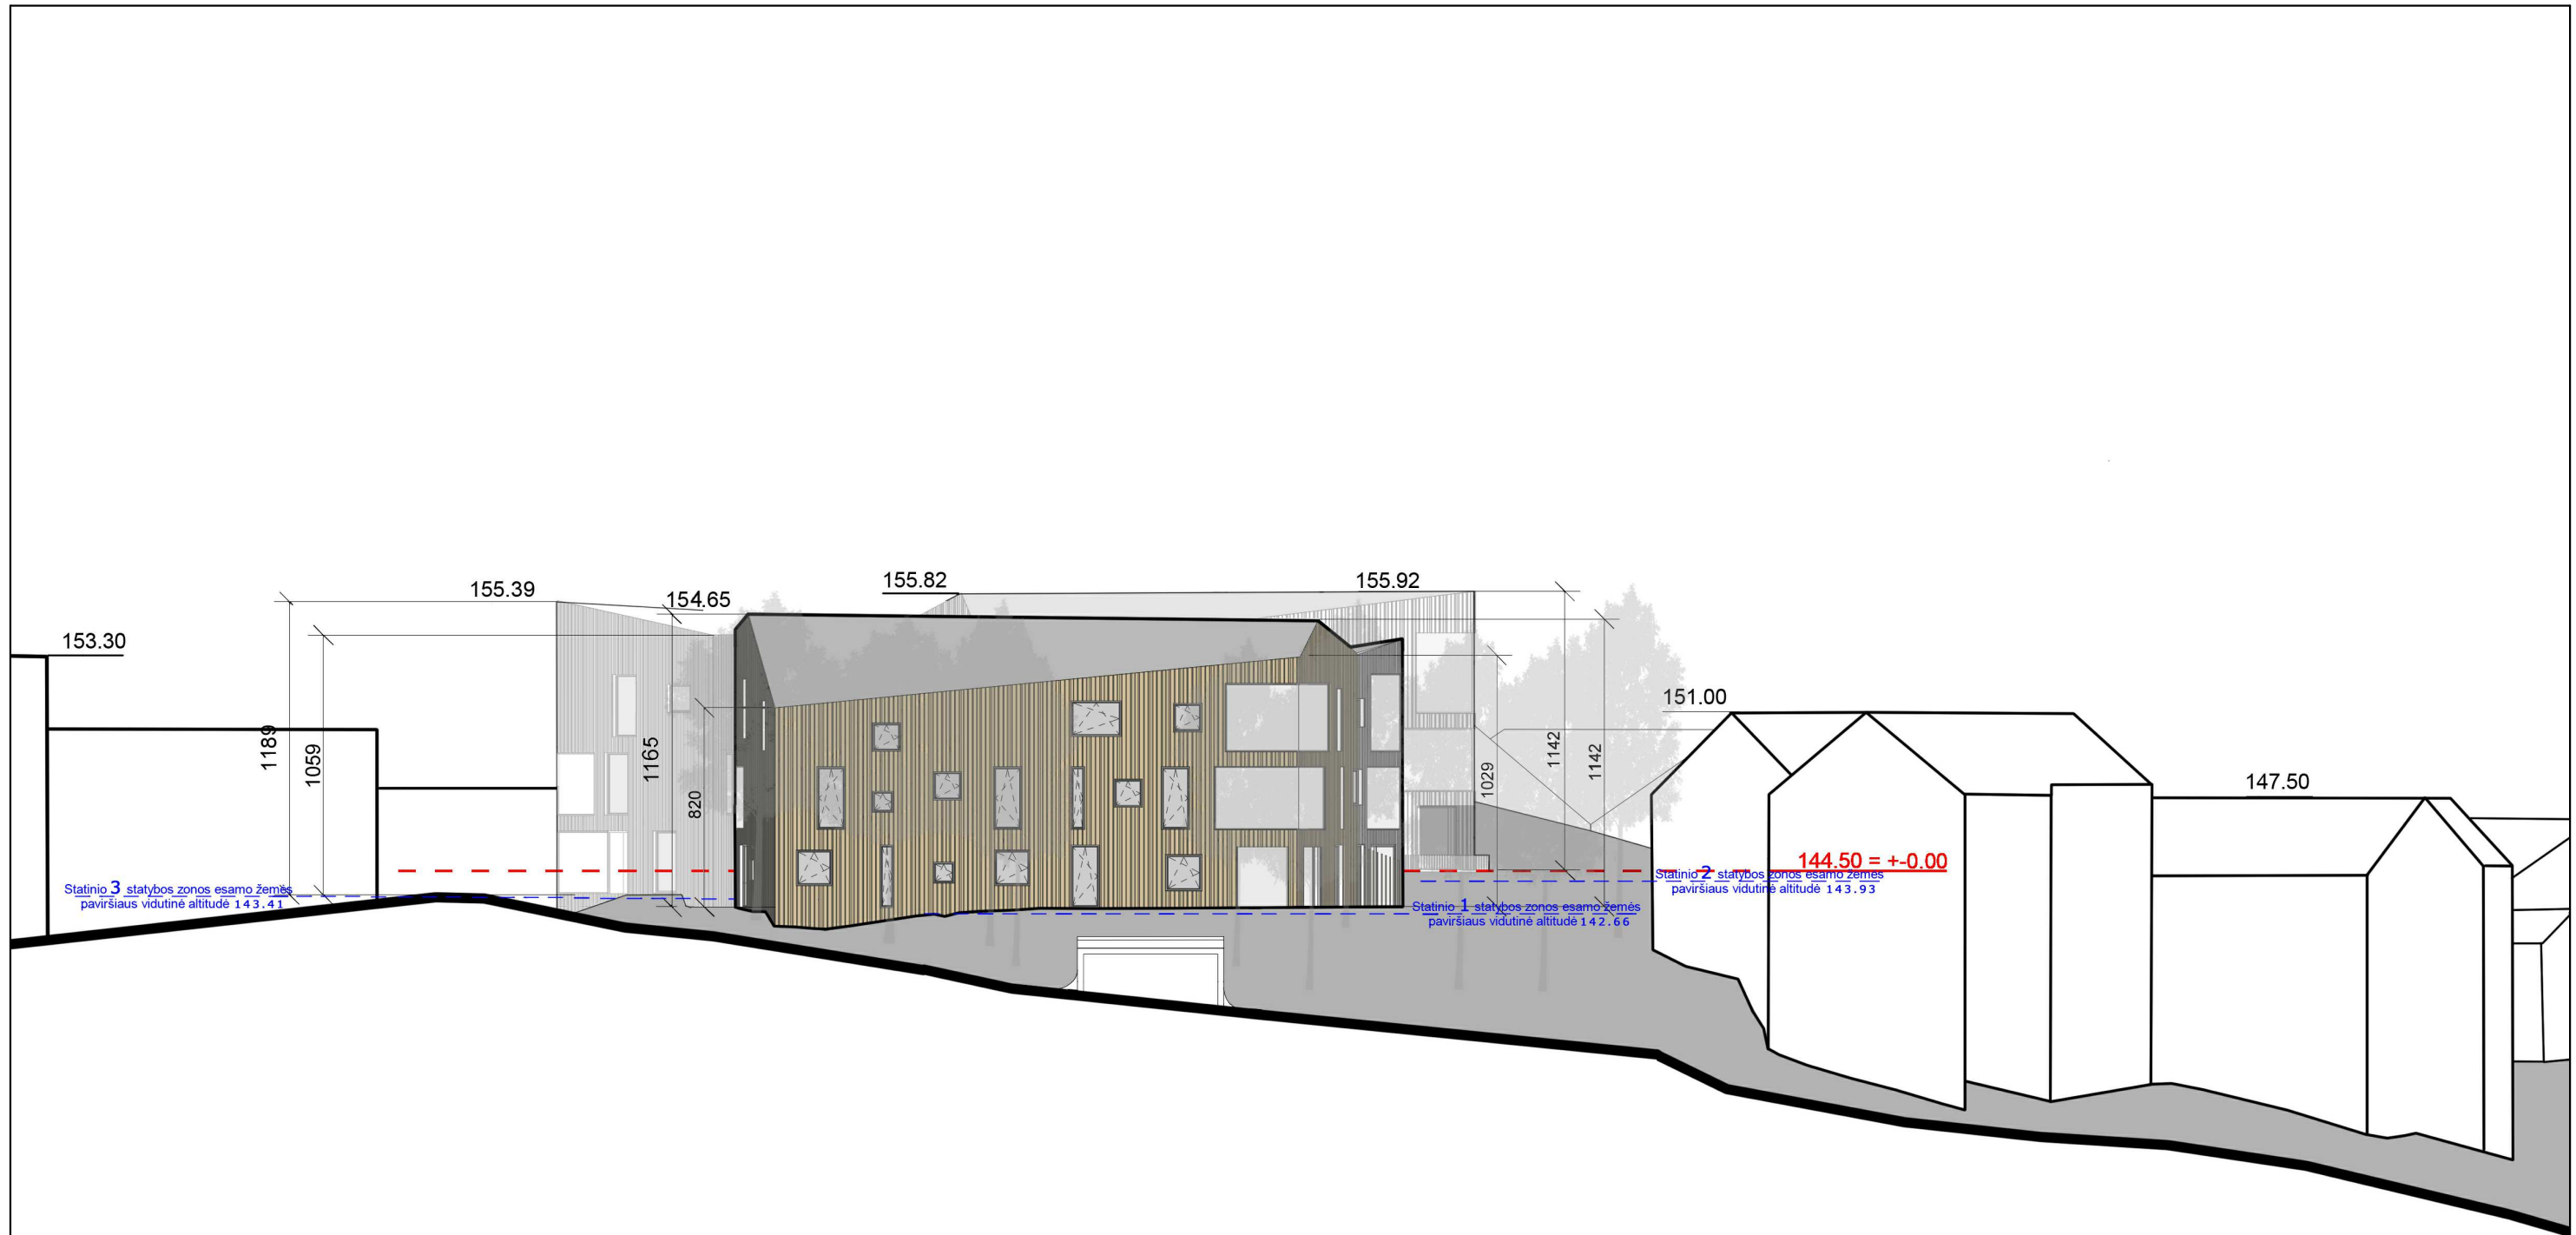 155.82
155.92
155.39
154.65
153.30
151.00
147.50
1189
1059
1165
820
1029
1142
1142
144.50 = +-0.00
Statinio 3 statybos zonos esamo žemės
paviršiaus vidutinė altitudė 143.41
Statinio 2 statybos zonos esamo žemės
paviršiaus vidutinė altitudė 143.93
Statinio 1 statybos zonos esamo žemės
paviršiaus vidutinė altitudė 142.66